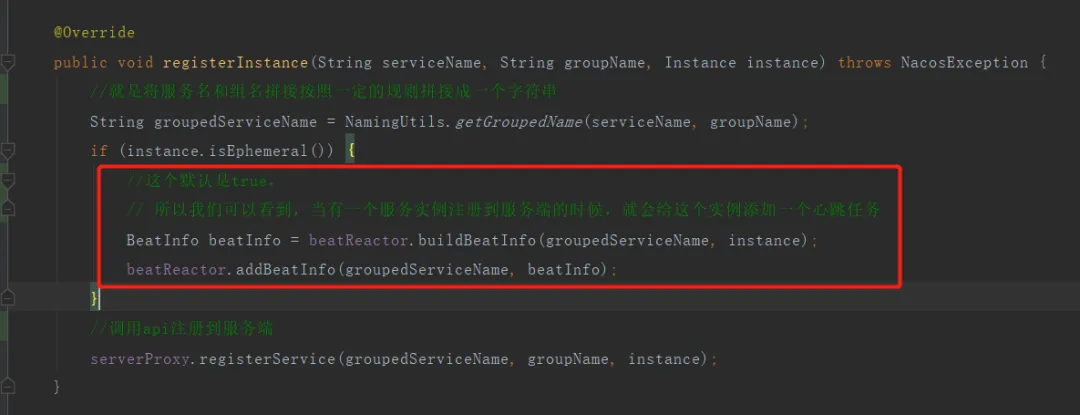 @Override
public void registerInstance(String serviceName, String groupName, Instance instance) throws NacosException {
//就是将服务名和组名拼接按照一定的规则拼接成一个字符串
String groupedServiceName = NamingUtils.getGroupedName(serviceName, groupName);
if (instance.isEphemeral()) {
//这个默认是true，
// 所以我们可以看到，当有一个服务实例注册到服务端的时候，就会给这个实例添加一个心跳任务
BeatInfo beatInfo = beatReactor.buildBeatInfo(groupedServiceName, instance);
beatReactor.addBeatInfo(groupedServiceName, beatInfo);
}
//调用api注册到服务端
serverProxy.registerService(groupedServiceName, groupName, instance);
}